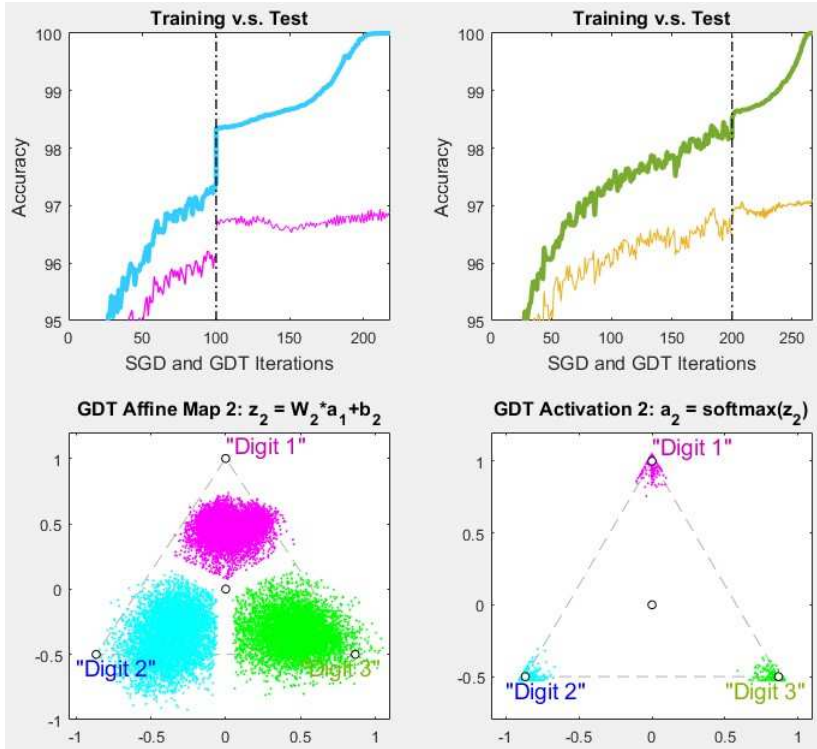 Training v.s. Test
100
99
98
97
96
95
Accuracy
0 50 100 150 200
SGD and GDT Iterations
Training v.s. Test
100
99
98
97
96
95
Accuracy
0 50 100 150 200 250
SGD and GDT Iterations
GDT Affine Map 2: z₂ = W₂*a₁+b₂
1
0.5
0
-0.5
-1
"Digit 1"
"Digit 2"
"Digit 3"
-1 -0.5 0 0.5 1
GDT Activation 2: a₂ = softmax(z₂)
1
0.5
0
-0.5
"Digit 1"
"Digit 2"
"Digit 3"
-1 -0.5 0 0.5 1